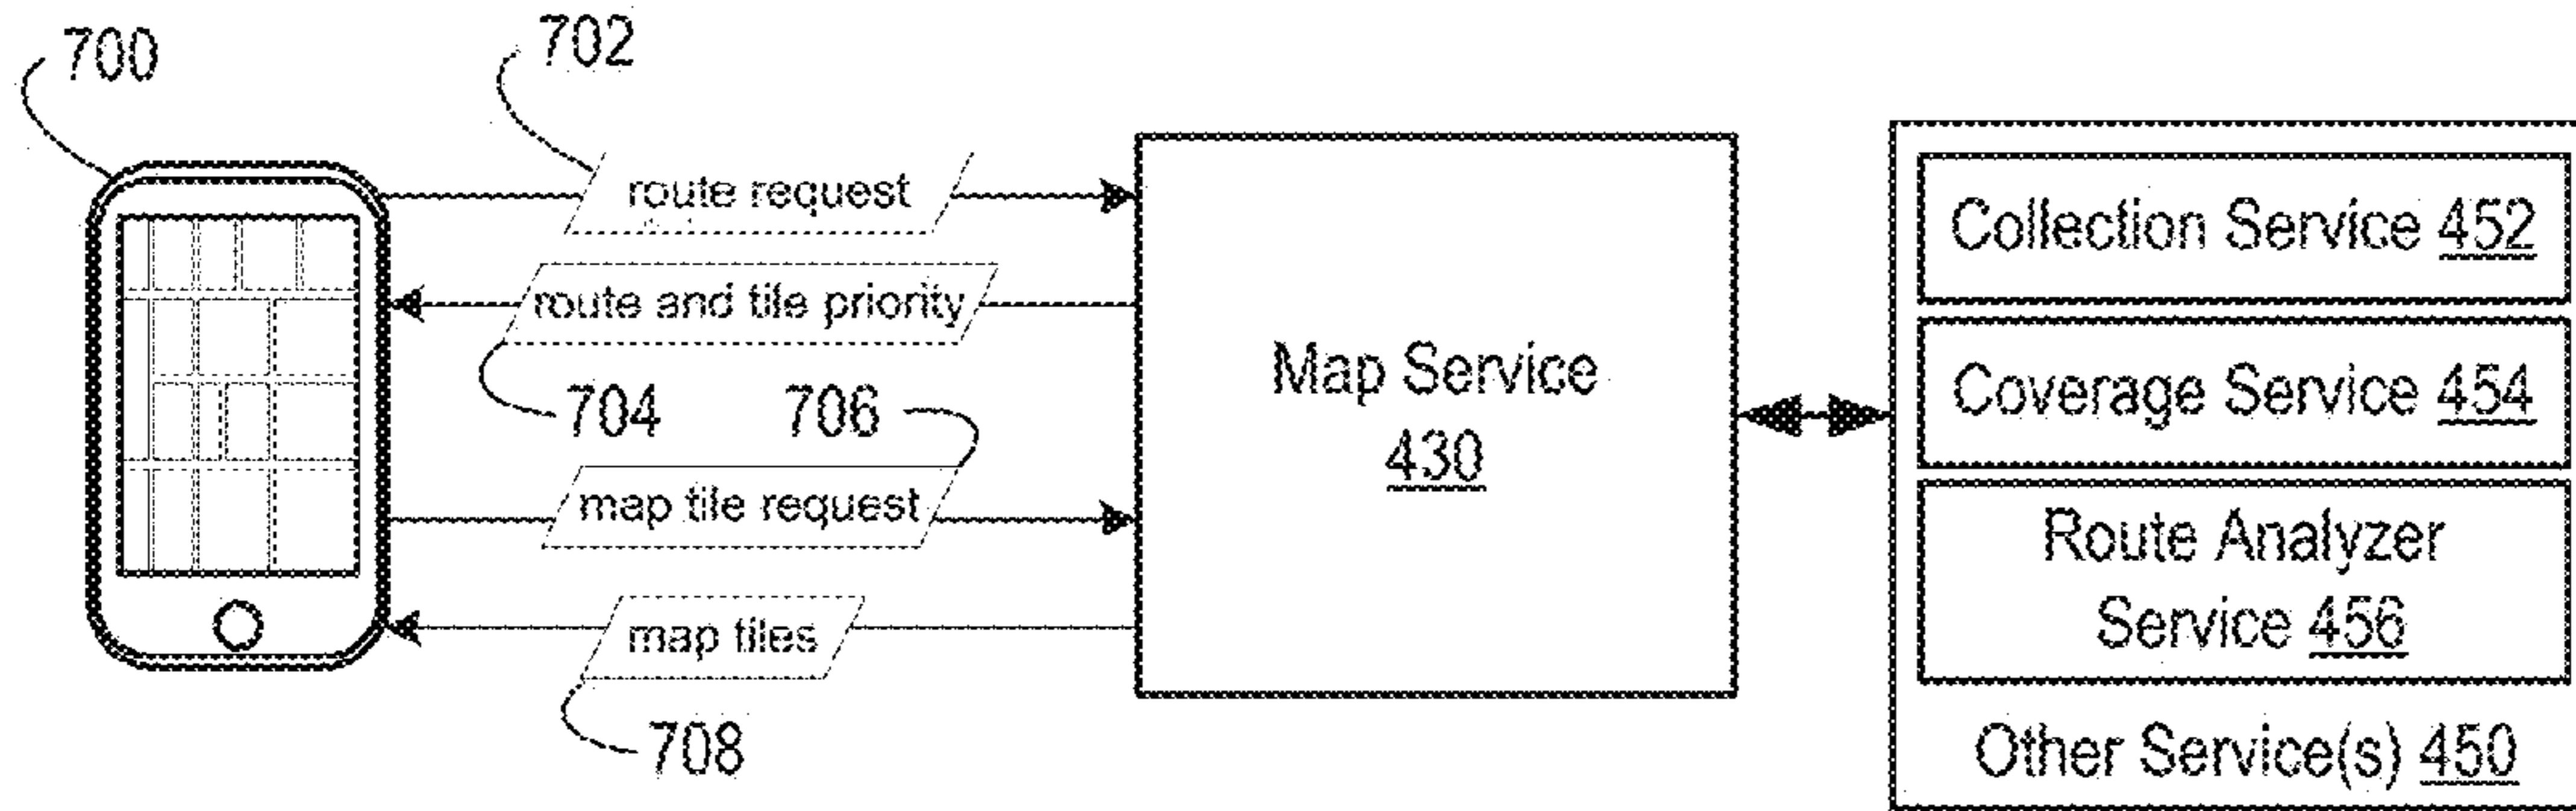 700
702
route request
route and tile priority
704
706
map tile request
map tiles
708
Map Service
430
Collection Service 452
Coverage Service 454
Route Analyzer
Service 456
Other Service(s) 450